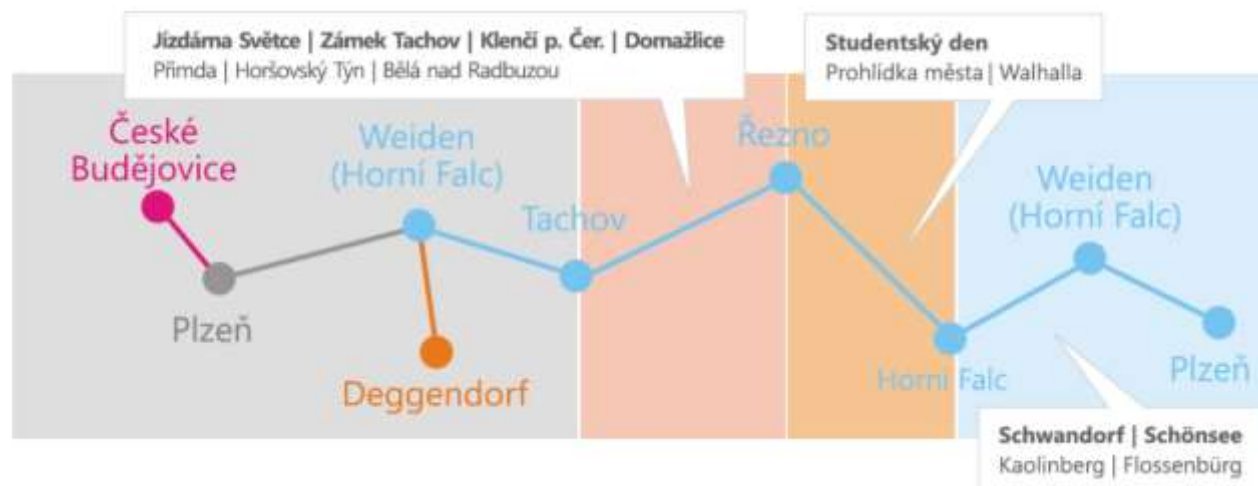 Jízdárna Světce | Zámek Tachov | Klenčí p. Čer. | Domažlice
Přimda | Horšovský Týn | Bělá nad Radbuzou
Studentský den
Prohlídka města | Walhalla
České
Budějovice
Weiden
(Horní Falc)
Tachov
Řezno
Weiden
(Horní Falc)
Plzeň
Deggendorf
Horní Falc
Plzeň
Schwandorf | Schönsee
Kaolinberg | Flossenbürg